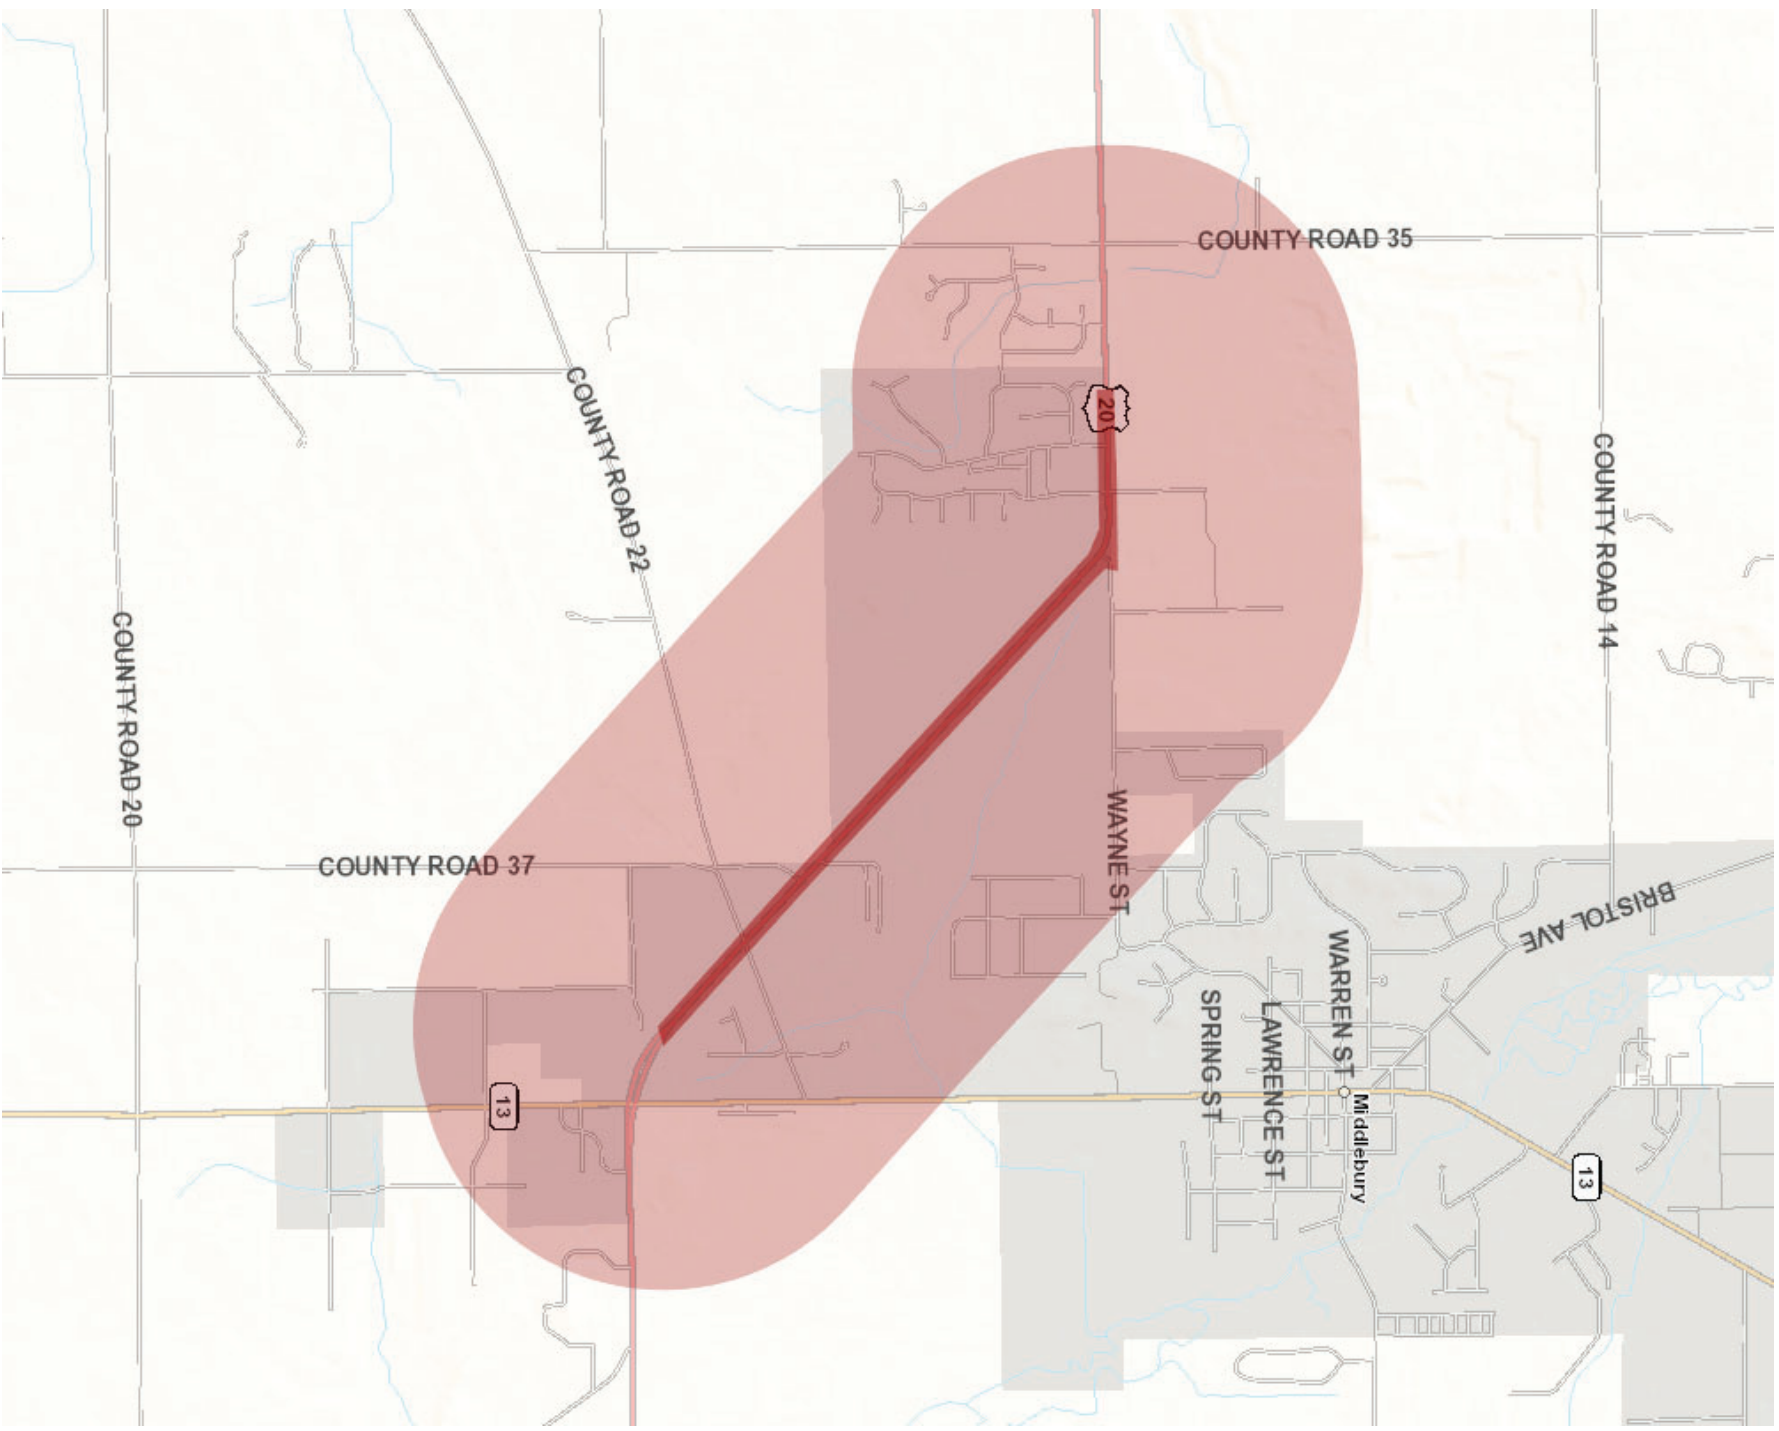 COUNTY ROAD 35
20
COUNTY ROAD 22
COUNTY ROAD 14
COUNTY ROAD 20
COUNTY ROAD 37
WAYNE ST
BRISTOL AVE
WARREN ST
SPRING ST
LAWRENCE ST
13
Middlebury
13